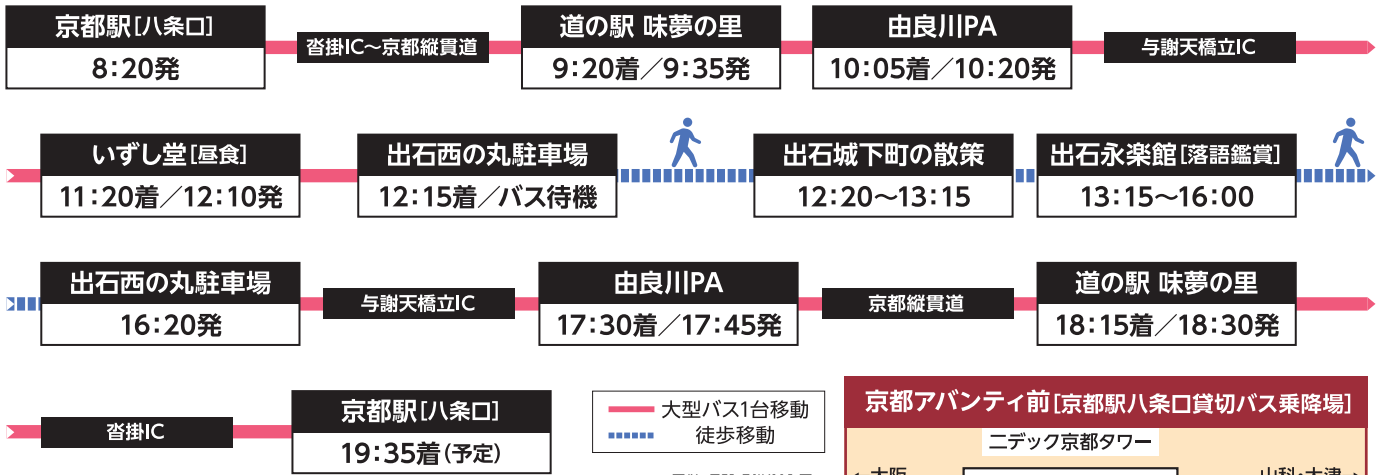 京都駅[八条口]
8:20発
沓掛IC〜京都縦貫道
道の駅 味夢の里
9:20着／9:35発
由良川PA
10:05着／10:20発
与謝天橋立IC
いずし堂[昼食]
11:20着／12:10発
出石西の丸駐車場
12:15着／バス待機
出石城下町の散策
12:20〜13:15
出石永楽館[落語鑑賞]
13:15〜16:00
出石西の丸駐車場
16:20発
与謝天橋立IC
由良川PA
17:30着／17:45発
京都縦貫道
道の駅 味夢の里
18:15着／18:30発
沓掛IC
京都駅[八条口]
19:35着(予定)
大型バス1台移動
徒歩移動
京都アバンティ前[京都駅八条口貸切バス乗降場]
ニデック京都タワー
大阪
山科・大津